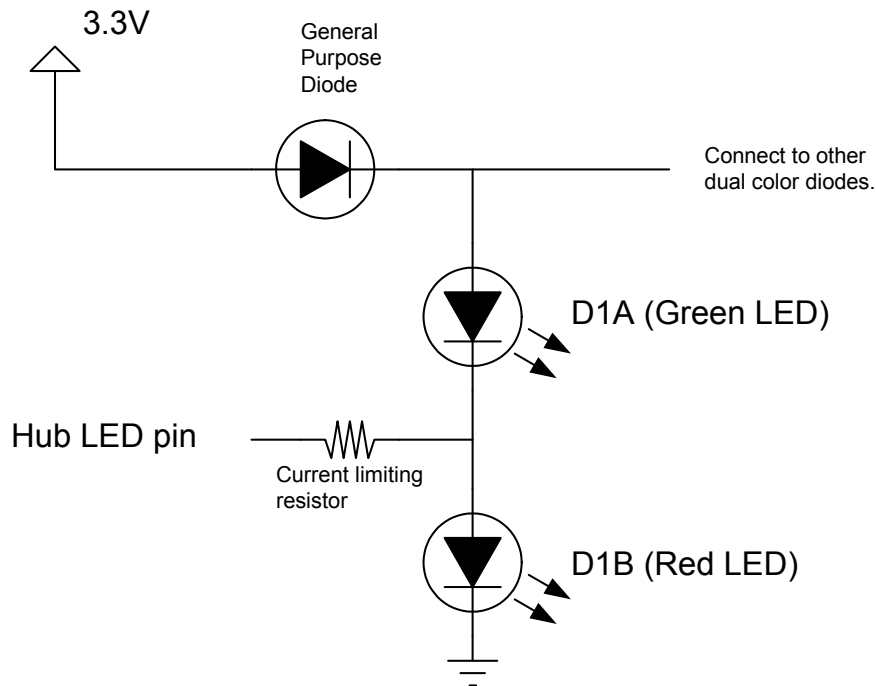 3.3V
General
Purpose
Diode
Connect to other
dual color diodes.
D1A (Green LED)
Hub LED pin
Current limiting
resistor
D1B (Red LED)